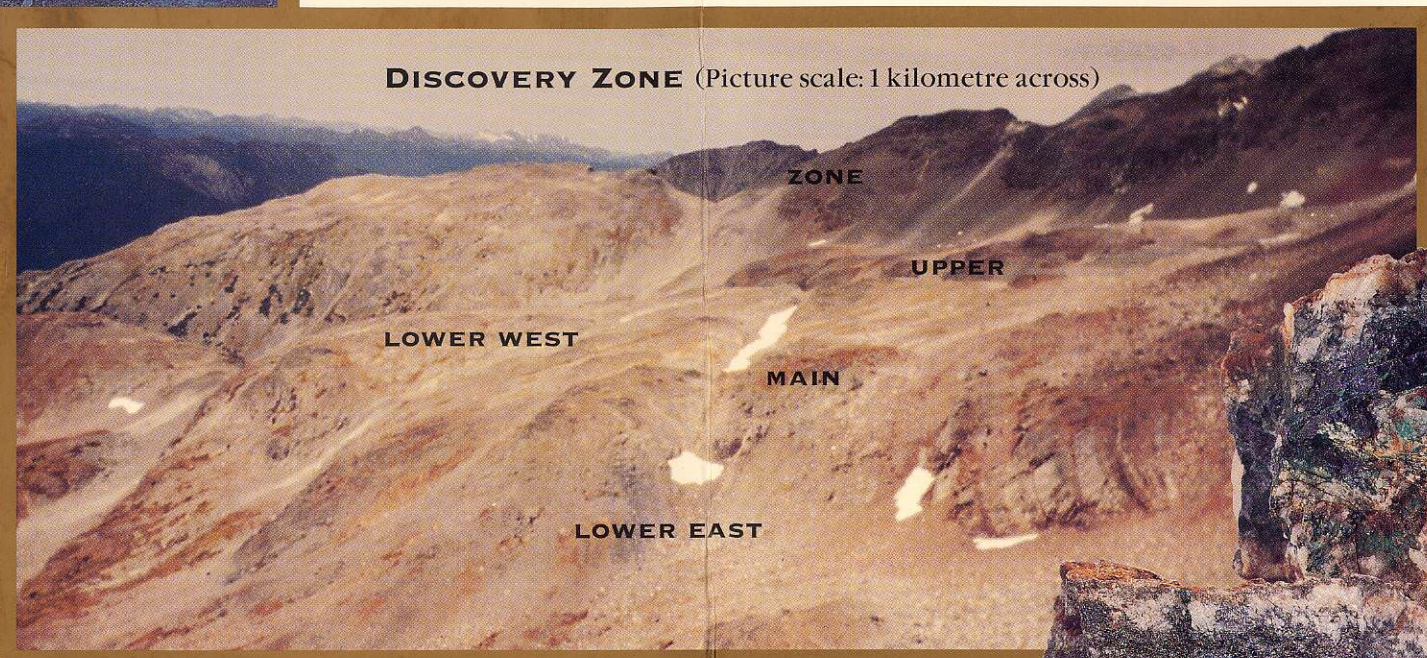 DISCOVERY ZONE (Picture scale: 1 kilometre across)
ZONE
UPPER
LOWER WEST
MAIN
LOWER EAST